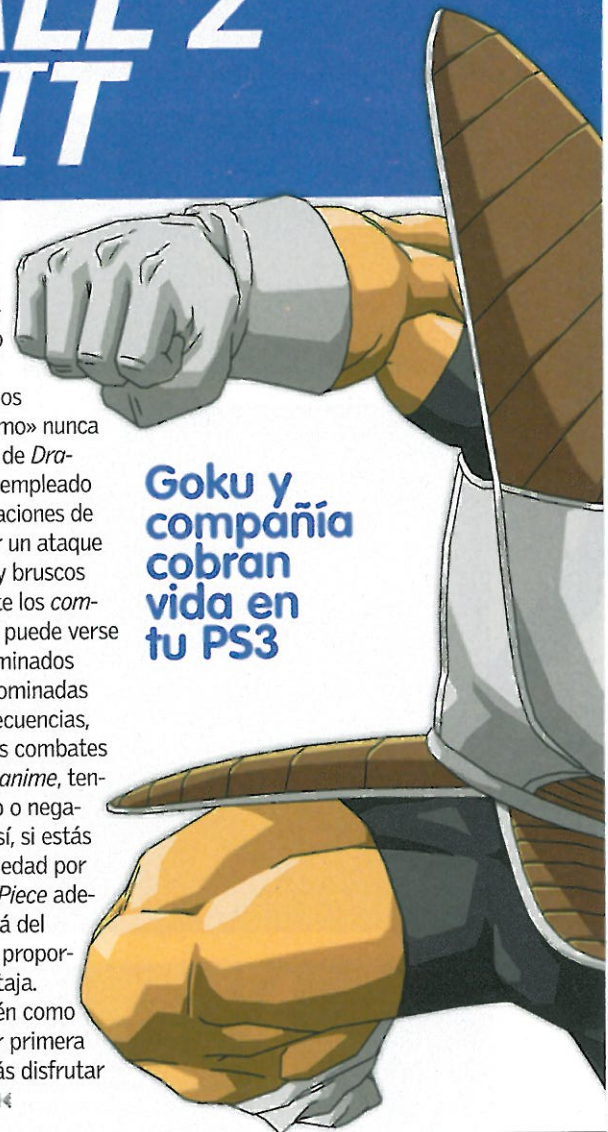 ALL Z
IT
os
mo» nunca
de Dra-
empleado
aciones de
r un ataque
y bruscos
te los com-
puede verse
minados
ominadas
ecuencias,
s combates
anime, ten-
o o nega-
sí, si estás
edad por
Piece ade-
á del
propor-
taja.
én como
r primera
ás disfrutar
Goku y
compañía
cobran
vida en
tu PS3